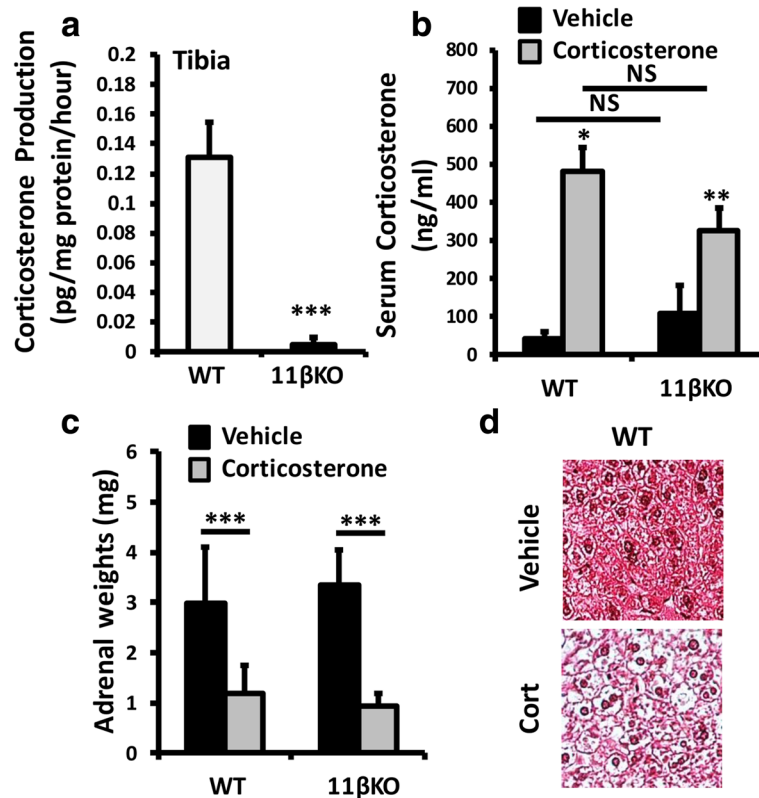 a
Corticosterone Production
(pg/mg protein/hour)
Tibia
0.2
0.18
0.16
0.14
0.12
0.1
0.08
0.06
0.04
0.02
0
***
WT
11βKO
b
Vehicle
Corticosterone
Serum Corticosterone
(ng/ml)
800
700
600
500
400
300
200
100
0
NS
NS
*
**
WT
11βKO
c
Vehicle
Corticosterone
Adrenal weights (mg)
6
5
4
3
2
1
0
***
***
WT
11βKO
d
WT
Vehicle
Cort